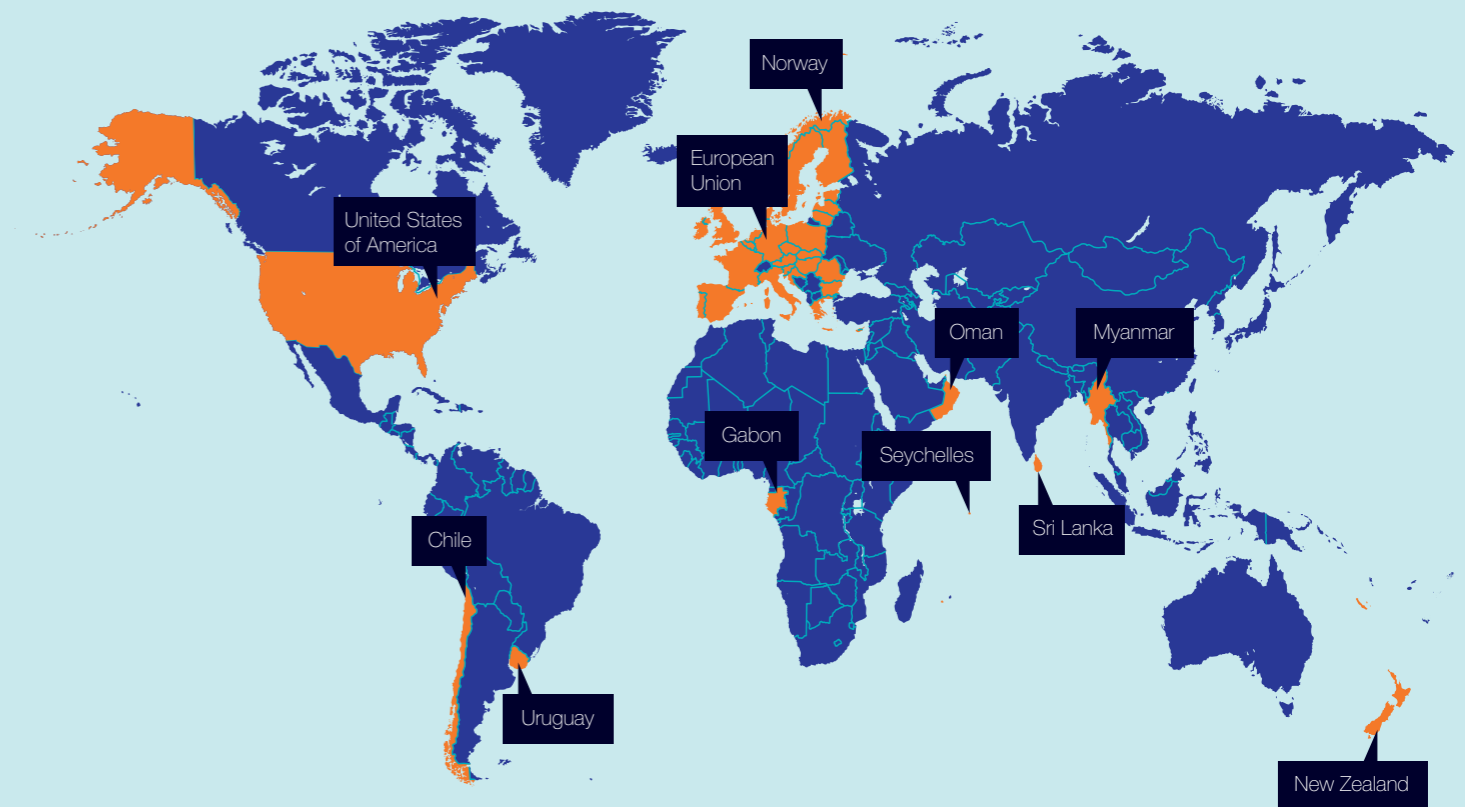 Norway
European
Union
United States
of America
Oman
Myanmar
Gabon
Seychelles
Sri Lanka
Chile
Uruguay
New Zealand